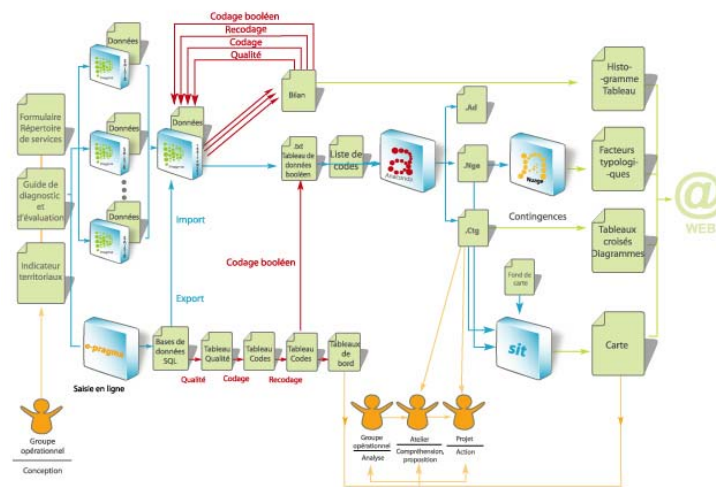 Codage booléen
Recodage
Codage
Qualité
Données
Données
Données
Données
Formulaire
Répertoire
de services
Guide de
diagnostic
et
d'évaluation
Indicateur
territoriaux
Bilan
.txt
Tableau de
données
booléen
Liste de
codes
Anaconda
.Jul
.Nge
.Ctg
Nuage
Histo-
-gramme
Tableau
Facteurs
typologi-
-ques
Contingences
Tableaux
croisés
Diagrammes
@
WEB
Import
Export
Codage booléen
Fond de
carte
sit
Carte
e-pragma
Saisie en ligne
Bases de
données
SQL
Tableau
Qualité
Tableau
Codes
Tableau
Codes
Tableaux
de
bord
Qualité
Codage
Recodage
Groupe
opérationnel
Conception
Groupe
opérationnel
Analyse
Atelier
Compréhension,
proposition
Projet
Action